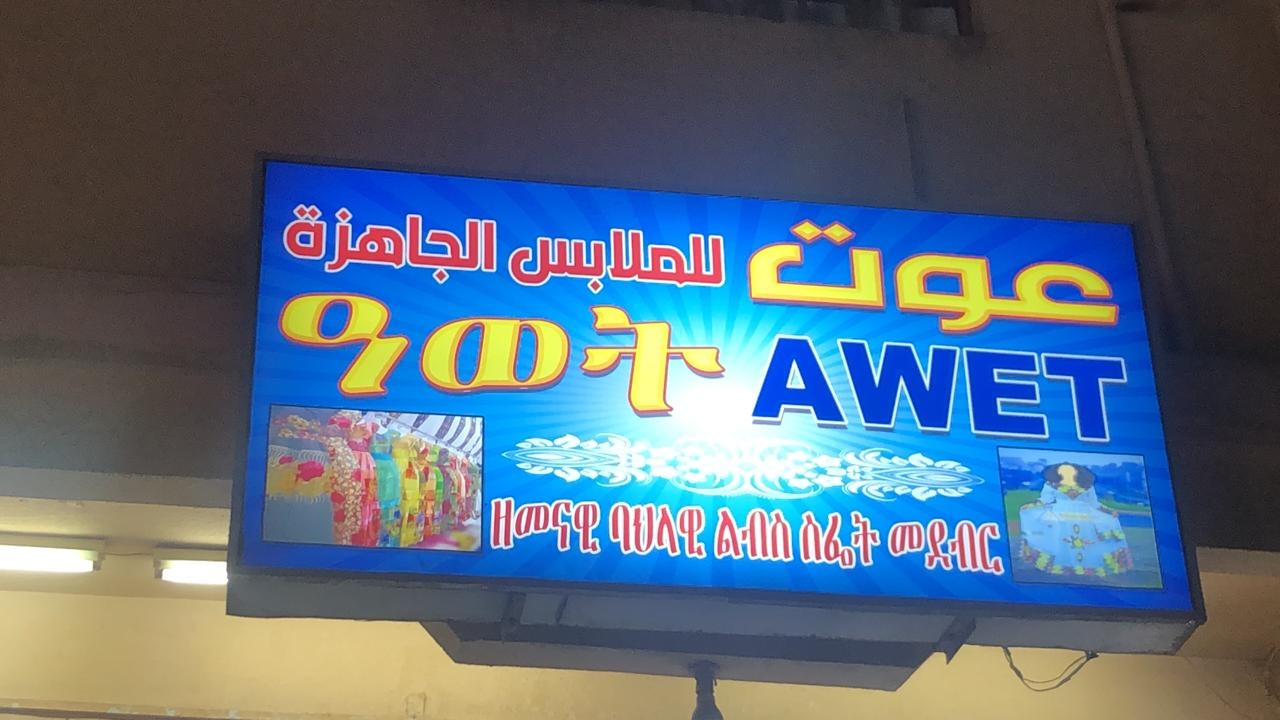 عوت للملابس الجاهزة
ዓወት AWET
ዘመናዊ ባህላዊ ልብስ ስፌት መደብር